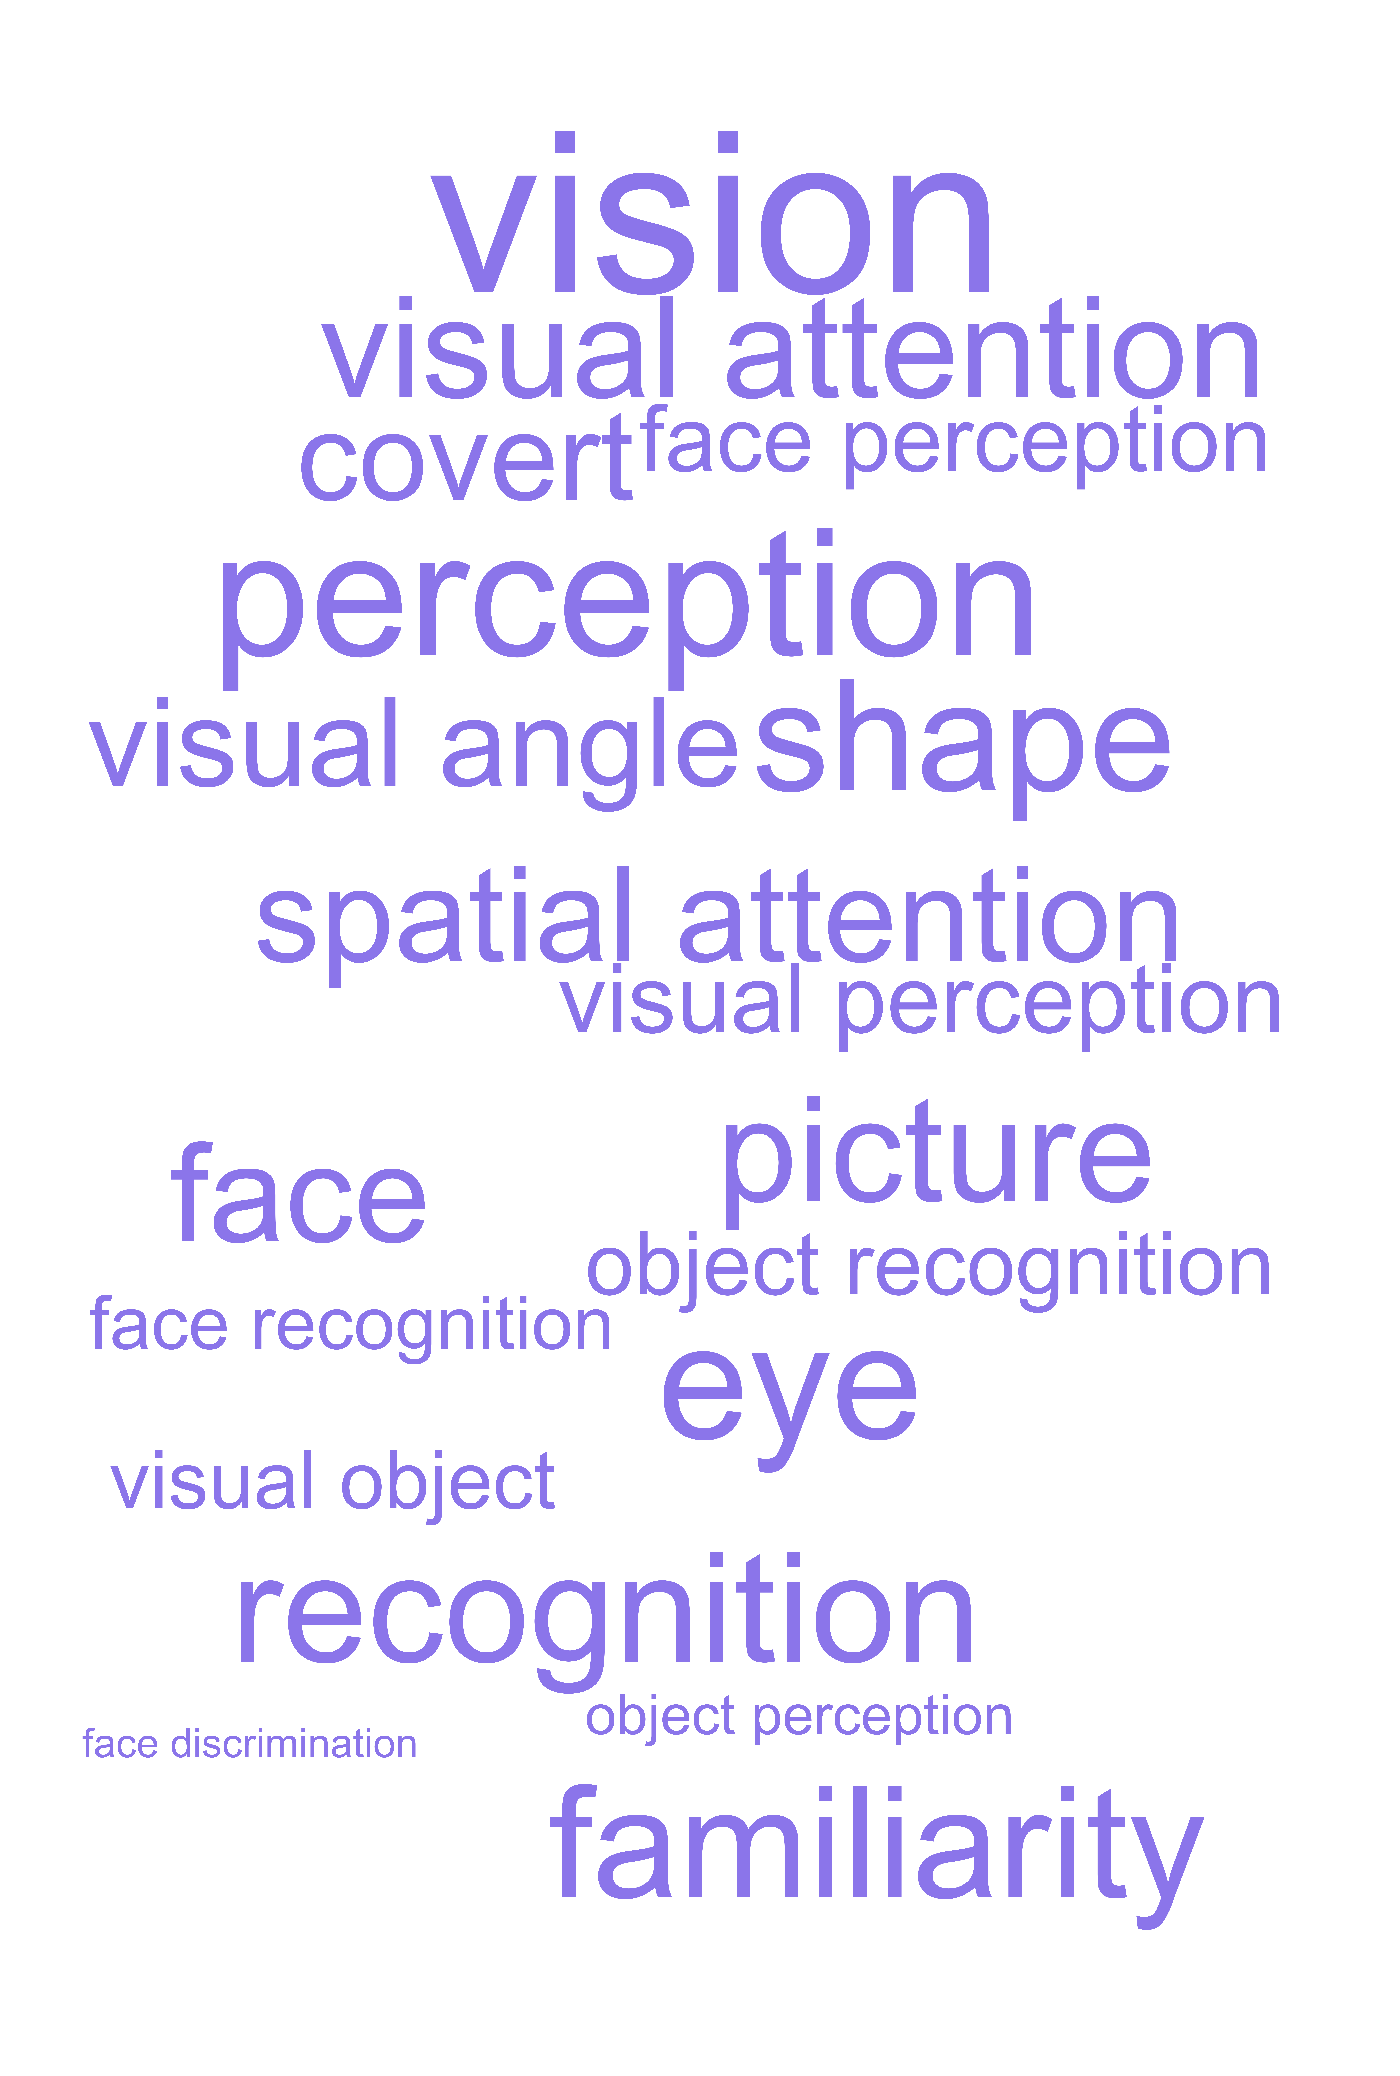 vision
visual attention
covert face perception
perception
visual angle shape
spatial attention
visual perception
picture
face
object recognition
face recognition
eye
visual object
recognition
object perception
face discrimination
familiarity